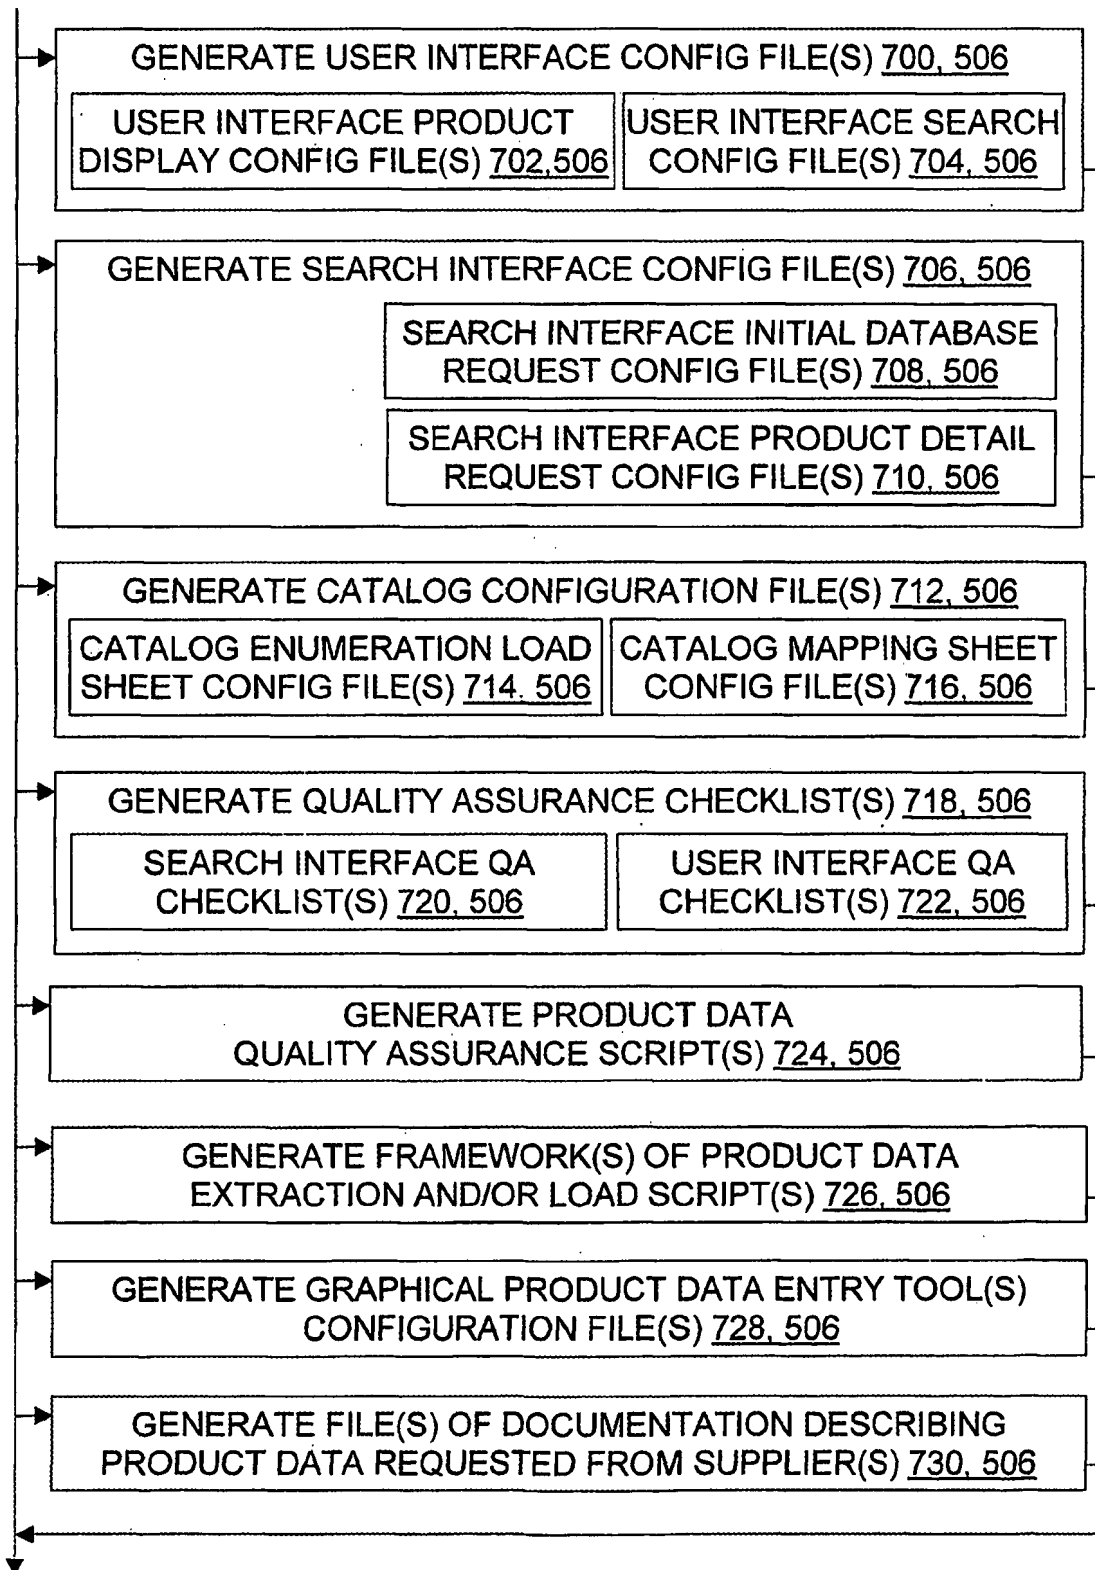 GENERATE USER INTERFACE CONFIG FILE(S) 700, 506
USER INTERFACE PRODUCT
DISPLAY CONFIG FILE(S) 702,506
USER INTERFACE SEARCH
CONFIG FILE(S) 704, 506
GENERATE SEARCH INTERFACE CONFIG FILE(S) 706, 506
SEARCH INTERFACE INITIAL DATABASE
REQUEST CONFIG FILE(S) 708, 506
SEARCH INTERFACE PRODUCT DETAIL
REQUEST CONFIG FILE(S) 710, 506
GENERATE CATALOG CONFIGURATION FILE(S) 712, 506
CATALOG ENUMERATION LOAD
SHEET CONFIG FILE(S) 714. 506
CATALOG MAPPING SHEET
CONFIG FILE(S) 716, 506
GENERATE QUALITY ASSURANCE CHECKLIST(S) 718, 506
SEARCH INTERFACE QA
CHECKLIST(S) 720, 506
USER INTERFACE QA
CHECKLIST(S) 722, 506
GENERATE PRODUCT DATA
QUALITY ASSURANCE SCRIPT(S) 724, 506
GENERATE FRAMEWORK(S) OF PRODUCT DATA
EXTRACTION AND/OR LOAD SCRIPT(S) 726, 506
GENERATE GRAPHICAL PRODUCT DATA ENTRY TOOL(S)
CONFIGURATION FILE(S) 728, 506
GENERATE FILE(S) OF DOCUMENTATION DESCRIBING
PRODUCT DATA REQUESTED FROM SUPPLIER(S) 730, 506